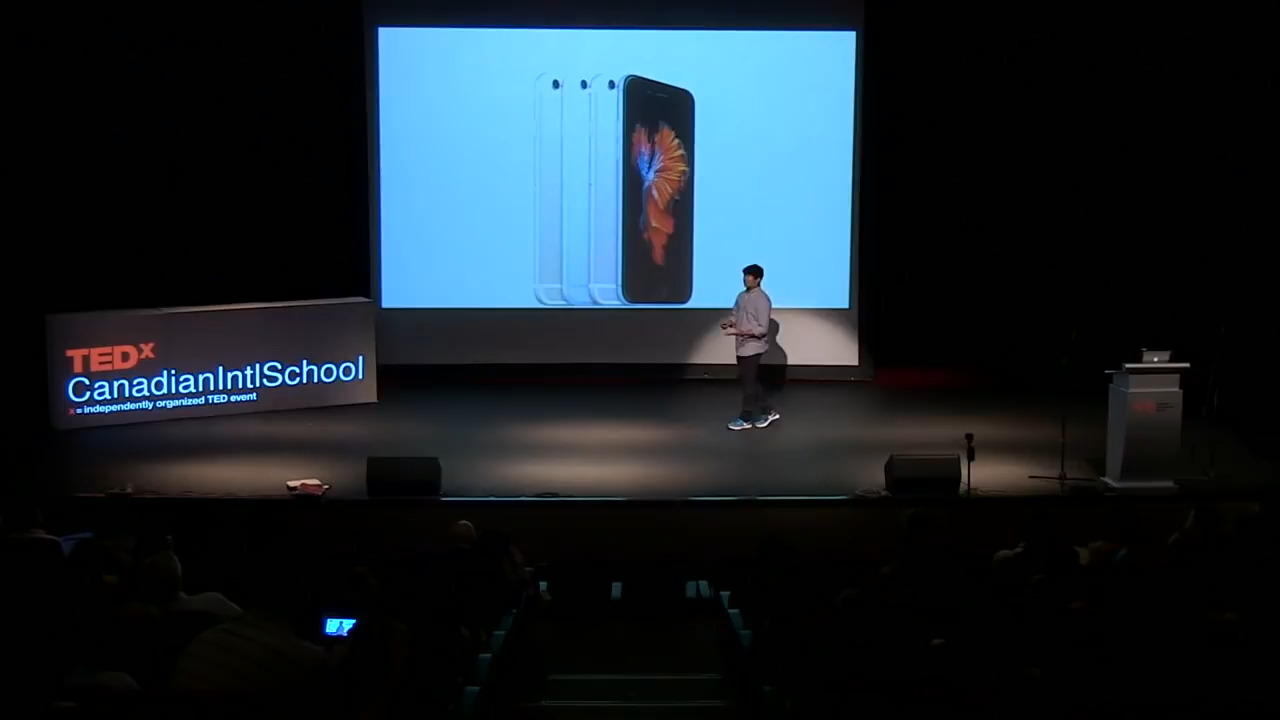 TEDx
CanadianIntlSchool
x = independently organized TED event